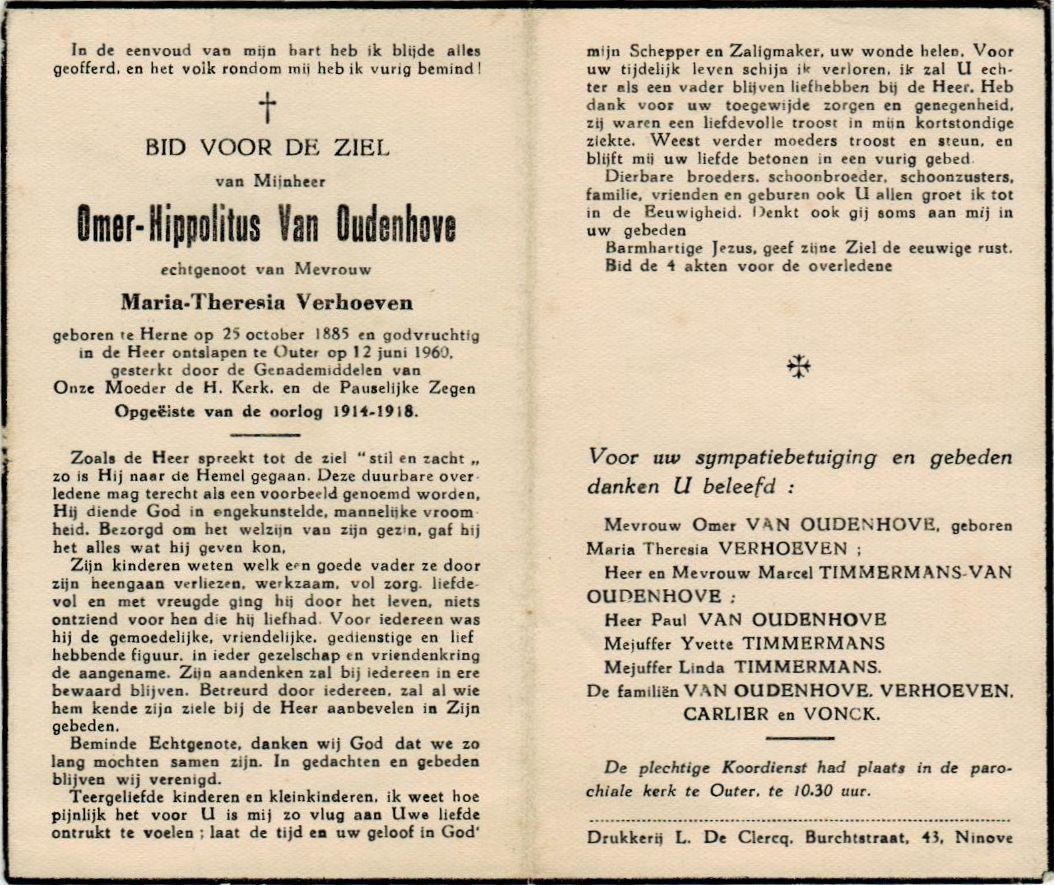 In de eenvoud van mijn hart heb ik blijde alles
geofferd, en het volk rondom mij heb ik vurig bemind !
BID VOOR DE ZIEL
van Mijnheer
Omer-Hippolitus Van Oudenhove
echtgenoot van Mevrouw
Maria-Theresia Verhoeven
geboren te Herne op 25 october 1885 en godvruchtig
in de Heer ontslapen te Outer op 12 juni 1960,
gesterkt door de Genademiddelen van
Onze Moeder de H. Kerk. en de Pauselijke Zegen
Opgeëiste van de oorlog 1914-1918.
Zoals de Heer spreekt tot de ziel " stil en zacht „
zo is Hij naar de Hemel gegaan. Deze duurbare over-
ledene mag terecht als een voorbeeld genoemd worden,
Hij diende God in engekunstelde, mannelijke vroom-
heid. Bezorgd om het welzijn van zijn gezin, gaf hij
het alles wat hij geven kon,
Zijn kinderen weten welk een goede vader ze door
zijn heengaan verliezen, werkzaam, vol zorg. liefde-
vol en met vreugde ging hij door het leven, niets
ontziend voor hen die hij liefhad. Voor iedereen was
hij de gemoedelijke, vriendelijke, gedienstige en lief
hebbende figuur. in ieder gezelschap en vriendenkring
de aangename. Zijn aandenken zal bij iedereen in ere
bewaard blijven. Betreurd door iedereen, zal al wie
hem kende zijn ziele bij de Heer aanbevelen in Zijn
gebeden.
Beminde Echtgenote, danken wij God dat we zo
lang mochten samen zijn. In gedachten en gebeden
blijven wij verenigd.
Teergeliefde kinderen en kleinkinderen, ik weet hoe
pijnlijk het voor U is mij zo vlug aan Uwe liefde
ontrukt te voelen ; laat de tijd en uw geloof in God'
mijn Schepper en Zaligmaker, uw wonde helen. Voor
uw tijdelijk leven schijn ik verloren, ik zal U ech-
ter als een vader blijven liefhebben bij de Heer. Heb
dank voor uw toegewijde zorgen en genegenheid,
zij waren een liefdevolle troost in mijn kortstondige
ziekte. Weest verder moeders troost en steun, en
blijft mij uw liefde betonen in een vurig gebed.
Dierbare broeders, schoonbroeder, schoonzusters,
familie, vrienden en geburen ook U allen groet ik tot
in de Eeuwigheid. Denkt ook gij soms aan mij in
uw gebeden
Barmhartige Jezus, geef zijne Ziel de eeuwige rust.
Bid de 4 akten voor de overledene
Voor uw sympatiebetuiging en gebeden
danken U beleefd :
Mevrouw Omer VAN OUDENHOVE, geboren
Maria Theresia VERHOEVEN ;
Heer en Mevrouw Marcel TIMMERMANS-VAN
OUDENHOVE ;
Heer Paul VAN OUDENHOVE
Mejuffer Yvette TIMMERMANS
Mejuffer Linda TIMMERMANS.
De familiën VAN OUDENHOVE. VERHOEVEN,
CARLIER en VONCK.
De plechtige Koordienst had plaats in de paro-
chiale kerk te Outer, te 10.30 uur.
Drukkerij L. De Clercq. Burchtstraat, 43, Ninove